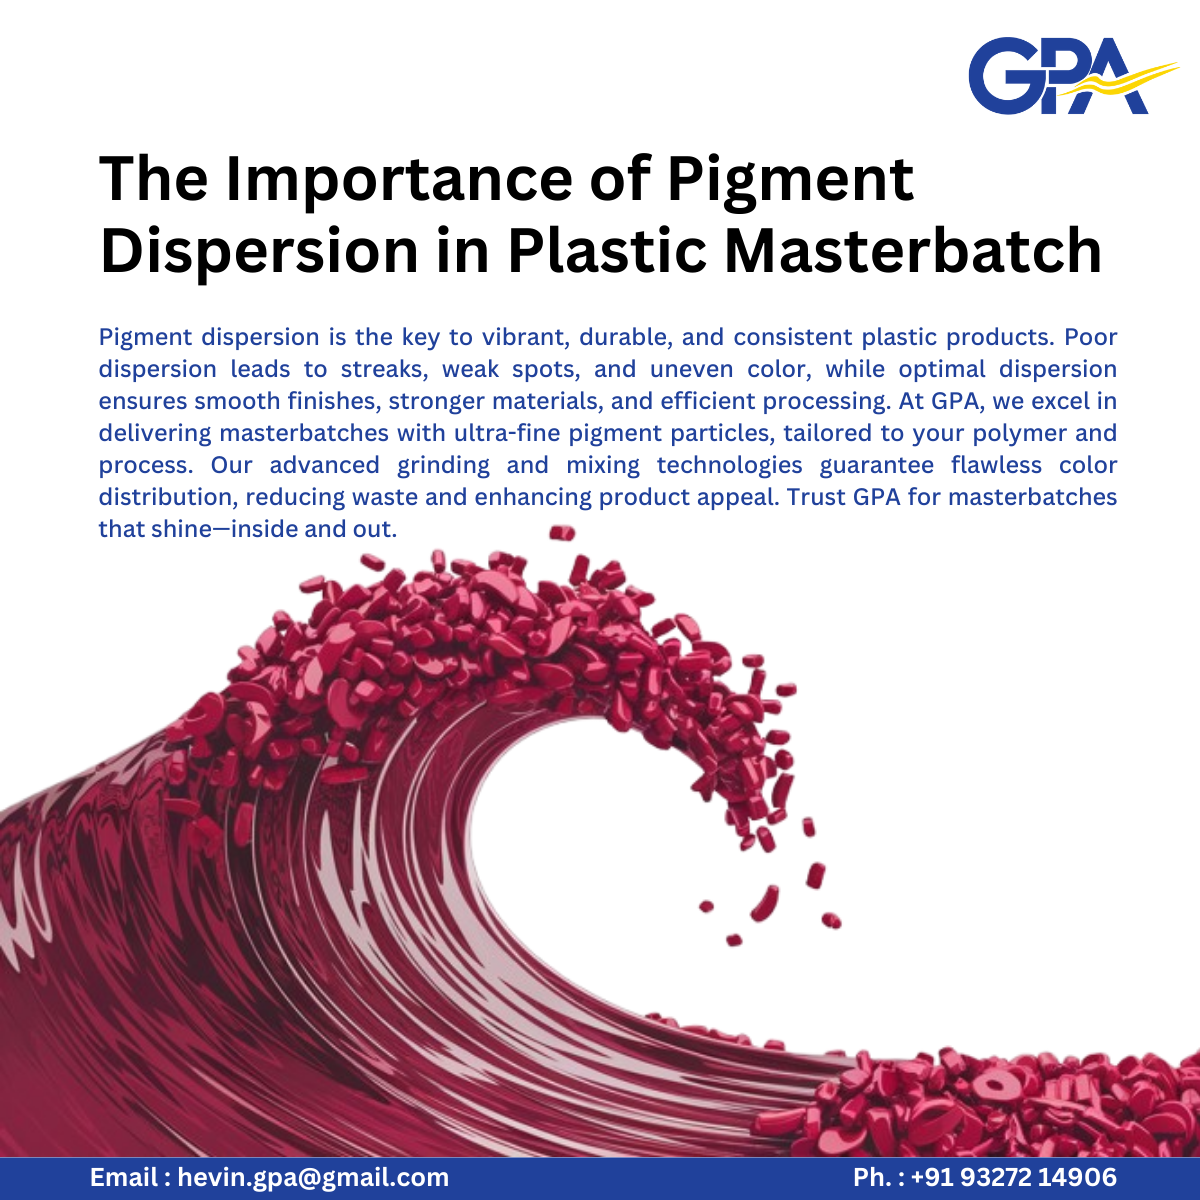 GPA
The Importance of Pigment
Dispersion in Plastic Masterbatch
Pigment dispersion is the key to vibrant, durable, and consistent plastic products. Poor
dispersion leads to streaks, weak spots, and uneven color, while optimal dispersion
ensures smooth finishes, stronger materials, and efficient processing. At GPA, we excel in
delivering masterbatches with ultra-fine pigment particles, tailored to your polymer and
process. Our advanced grinding and mixing technologies guarantee flawless color
distribution, reducing waste and enhancing product appeal. Trust GPA for masterbatches
that shine—inside and out.
Email : hevin.gpa@gmail.com
Ph. : +91 93272 14906